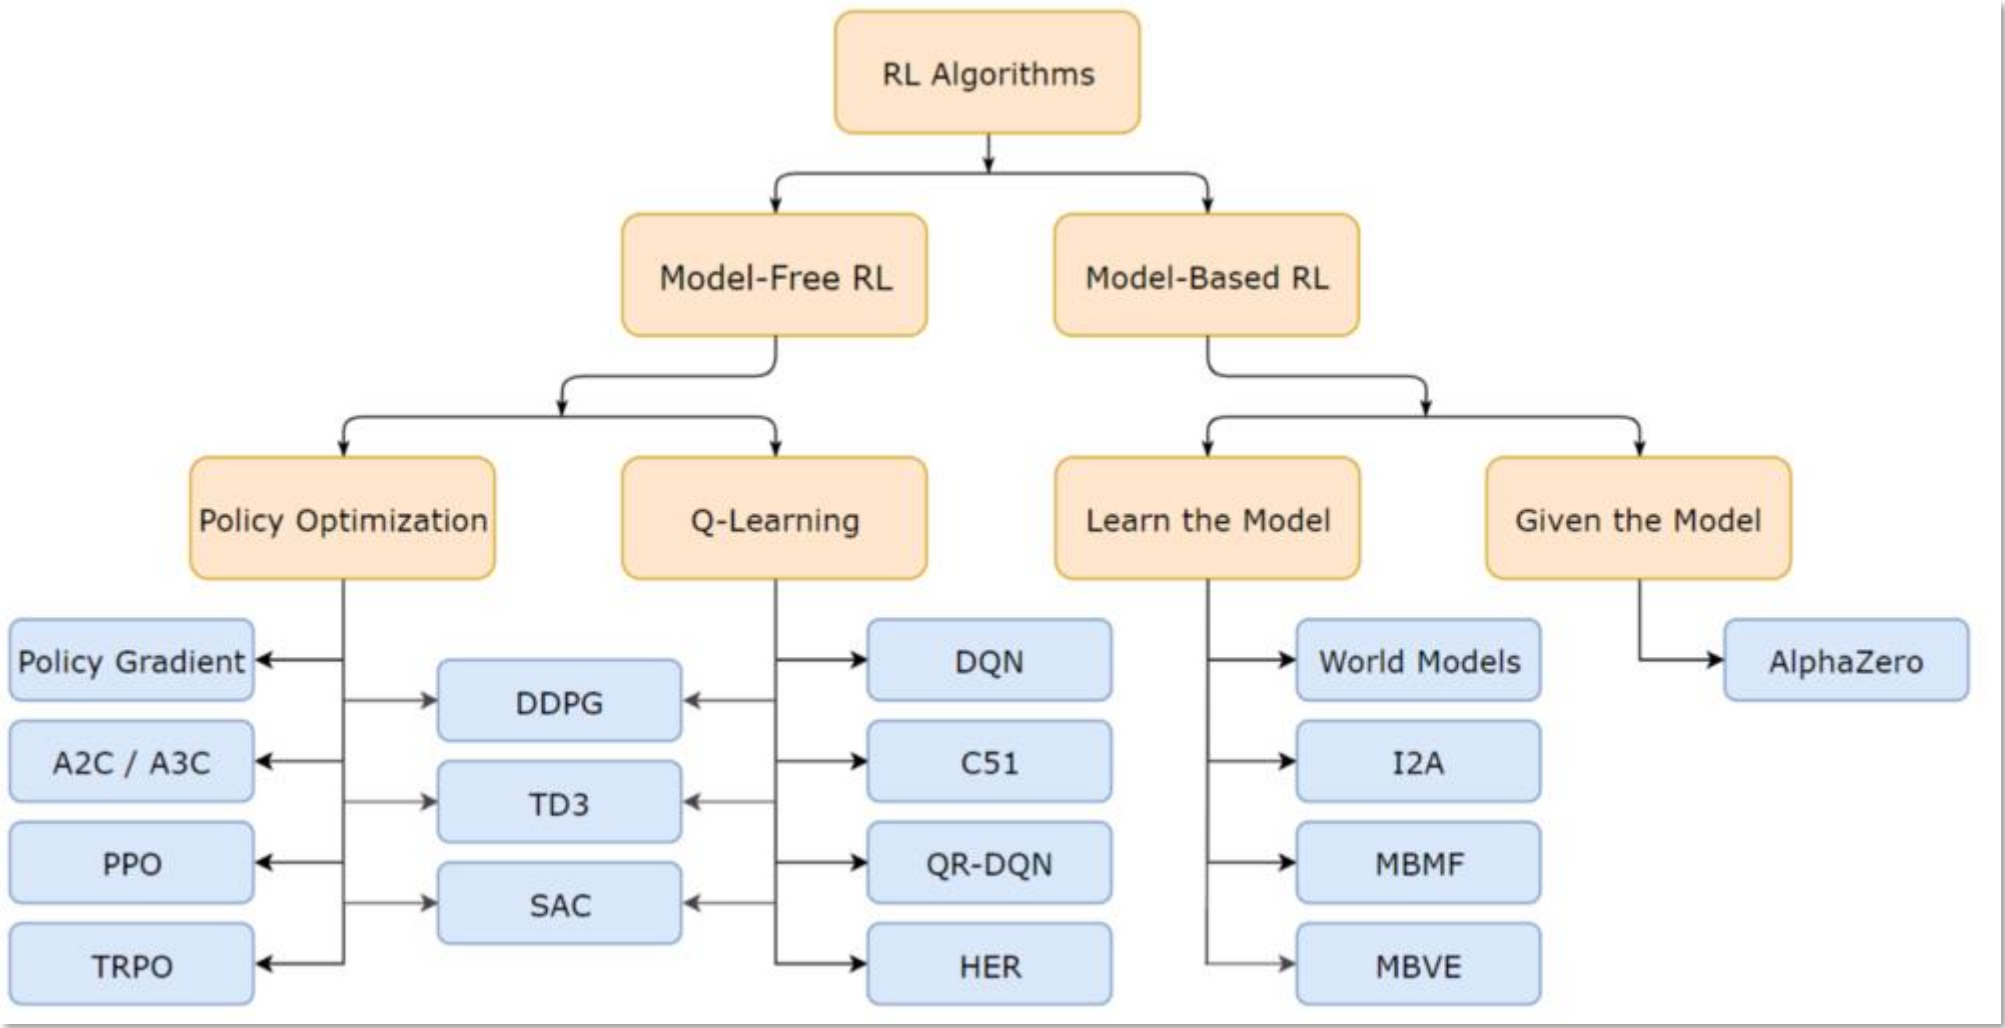 RL Algorithms
Model-Free RL
Model-Based RL
Policy Optimization
Q-Learning
Learn the Model
Given the Model
Policy Gradient
DDPG
DQN
World Models
AlphaZero
A2C / A3C
TD3
C51
I2A
PPO
SAC
QR-DQN
MBMF
TRPO
HER
MBVE